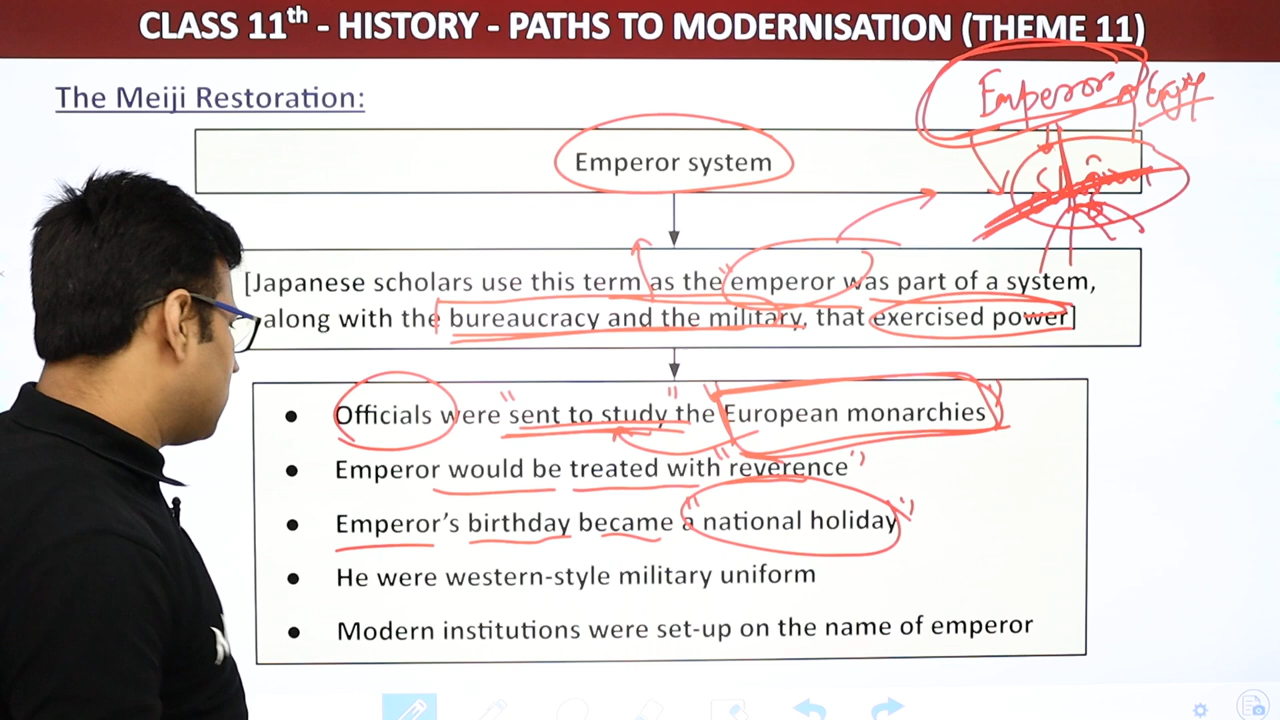 CLASS 11th - HISTORY - PATHS TO MODERNISATION (THEME 11)
The Meiji Restoration:
Emperor
Emperor system
[Japanese scholars use this term as the "emperor was part of a system,
along with the bureaucracy and the military, that exercised power]
• Officials were "sent to study" the "European monarchies"
• Emperor would be treated with "reverence"
• Emperor's birthday became a "national holiday"
• He were western-style military uniform
• Modern institutions were set-up on the name of emperor